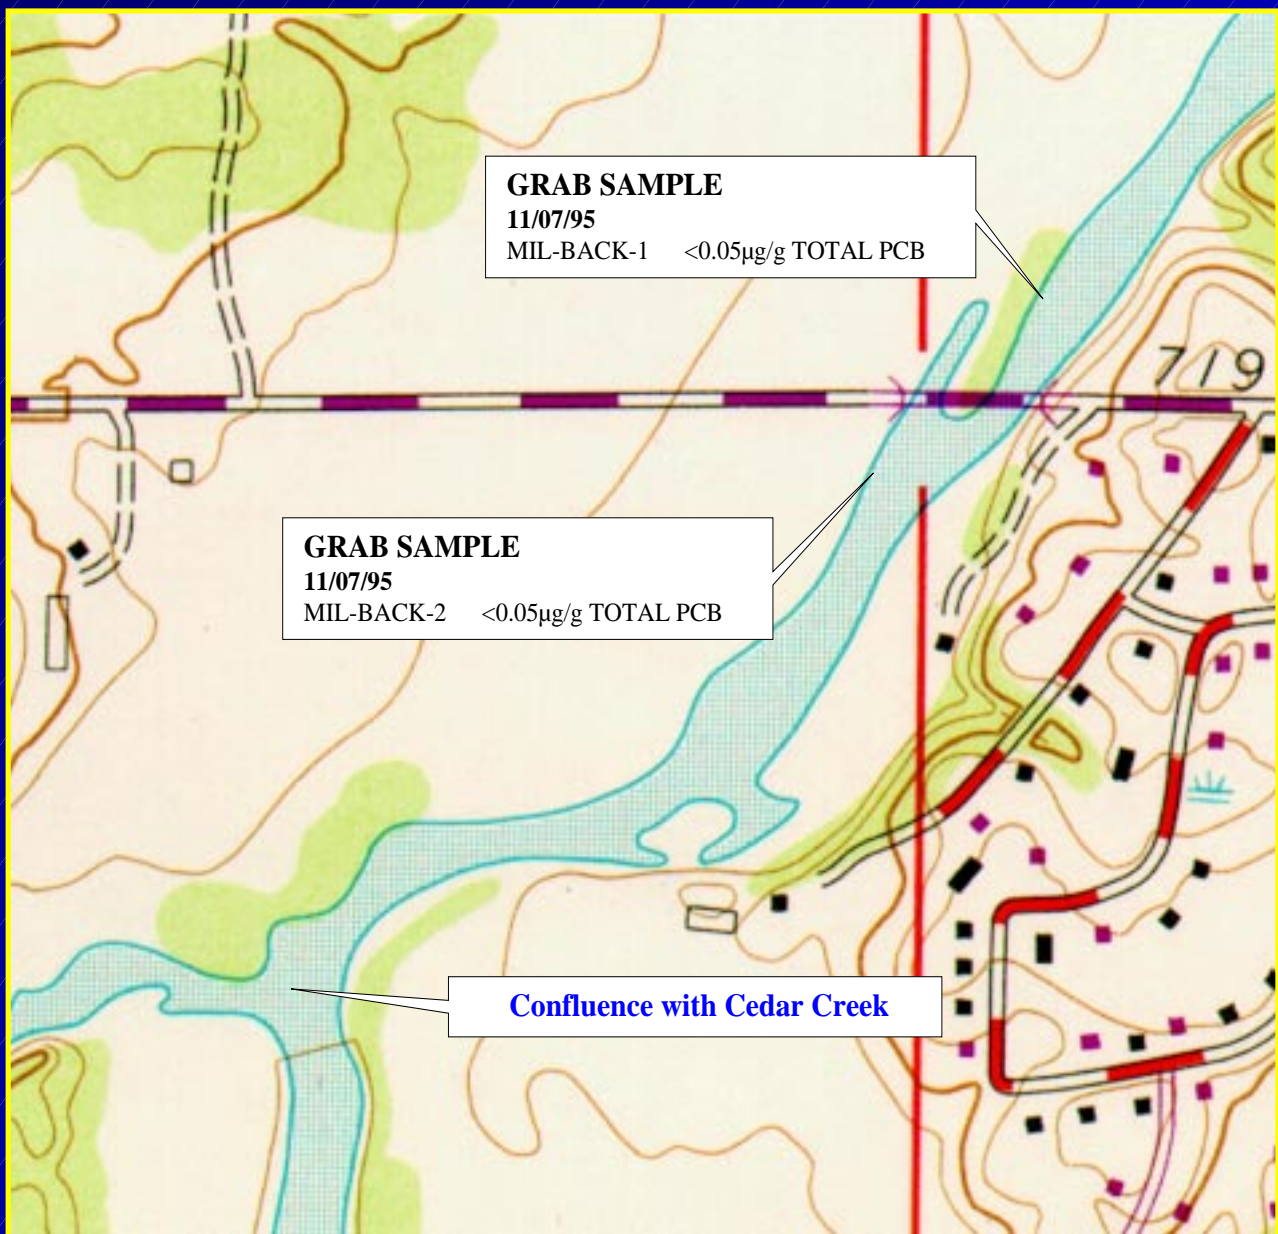 GRAB SAMPLE
11/07/95
MIL-BACK-1 <0.05µg/g TOTAL PCB
719
GRAB SAMPLE
11/07/95
MIL-BACK-2 <0.05µg/g TOTAL PCB
Confluence with Cedar Creek